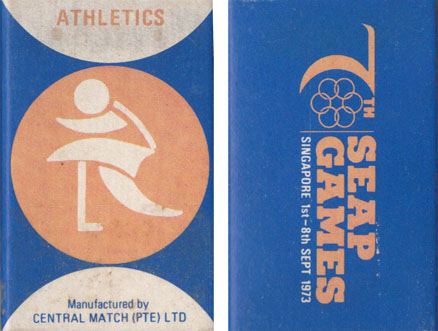 ATHLETICS
Manufactured by
CENTRAL MATCH (PTE) LTD
7TH
SEAP
GAMES
SINGAPORE 1st-8th SEPT 1973